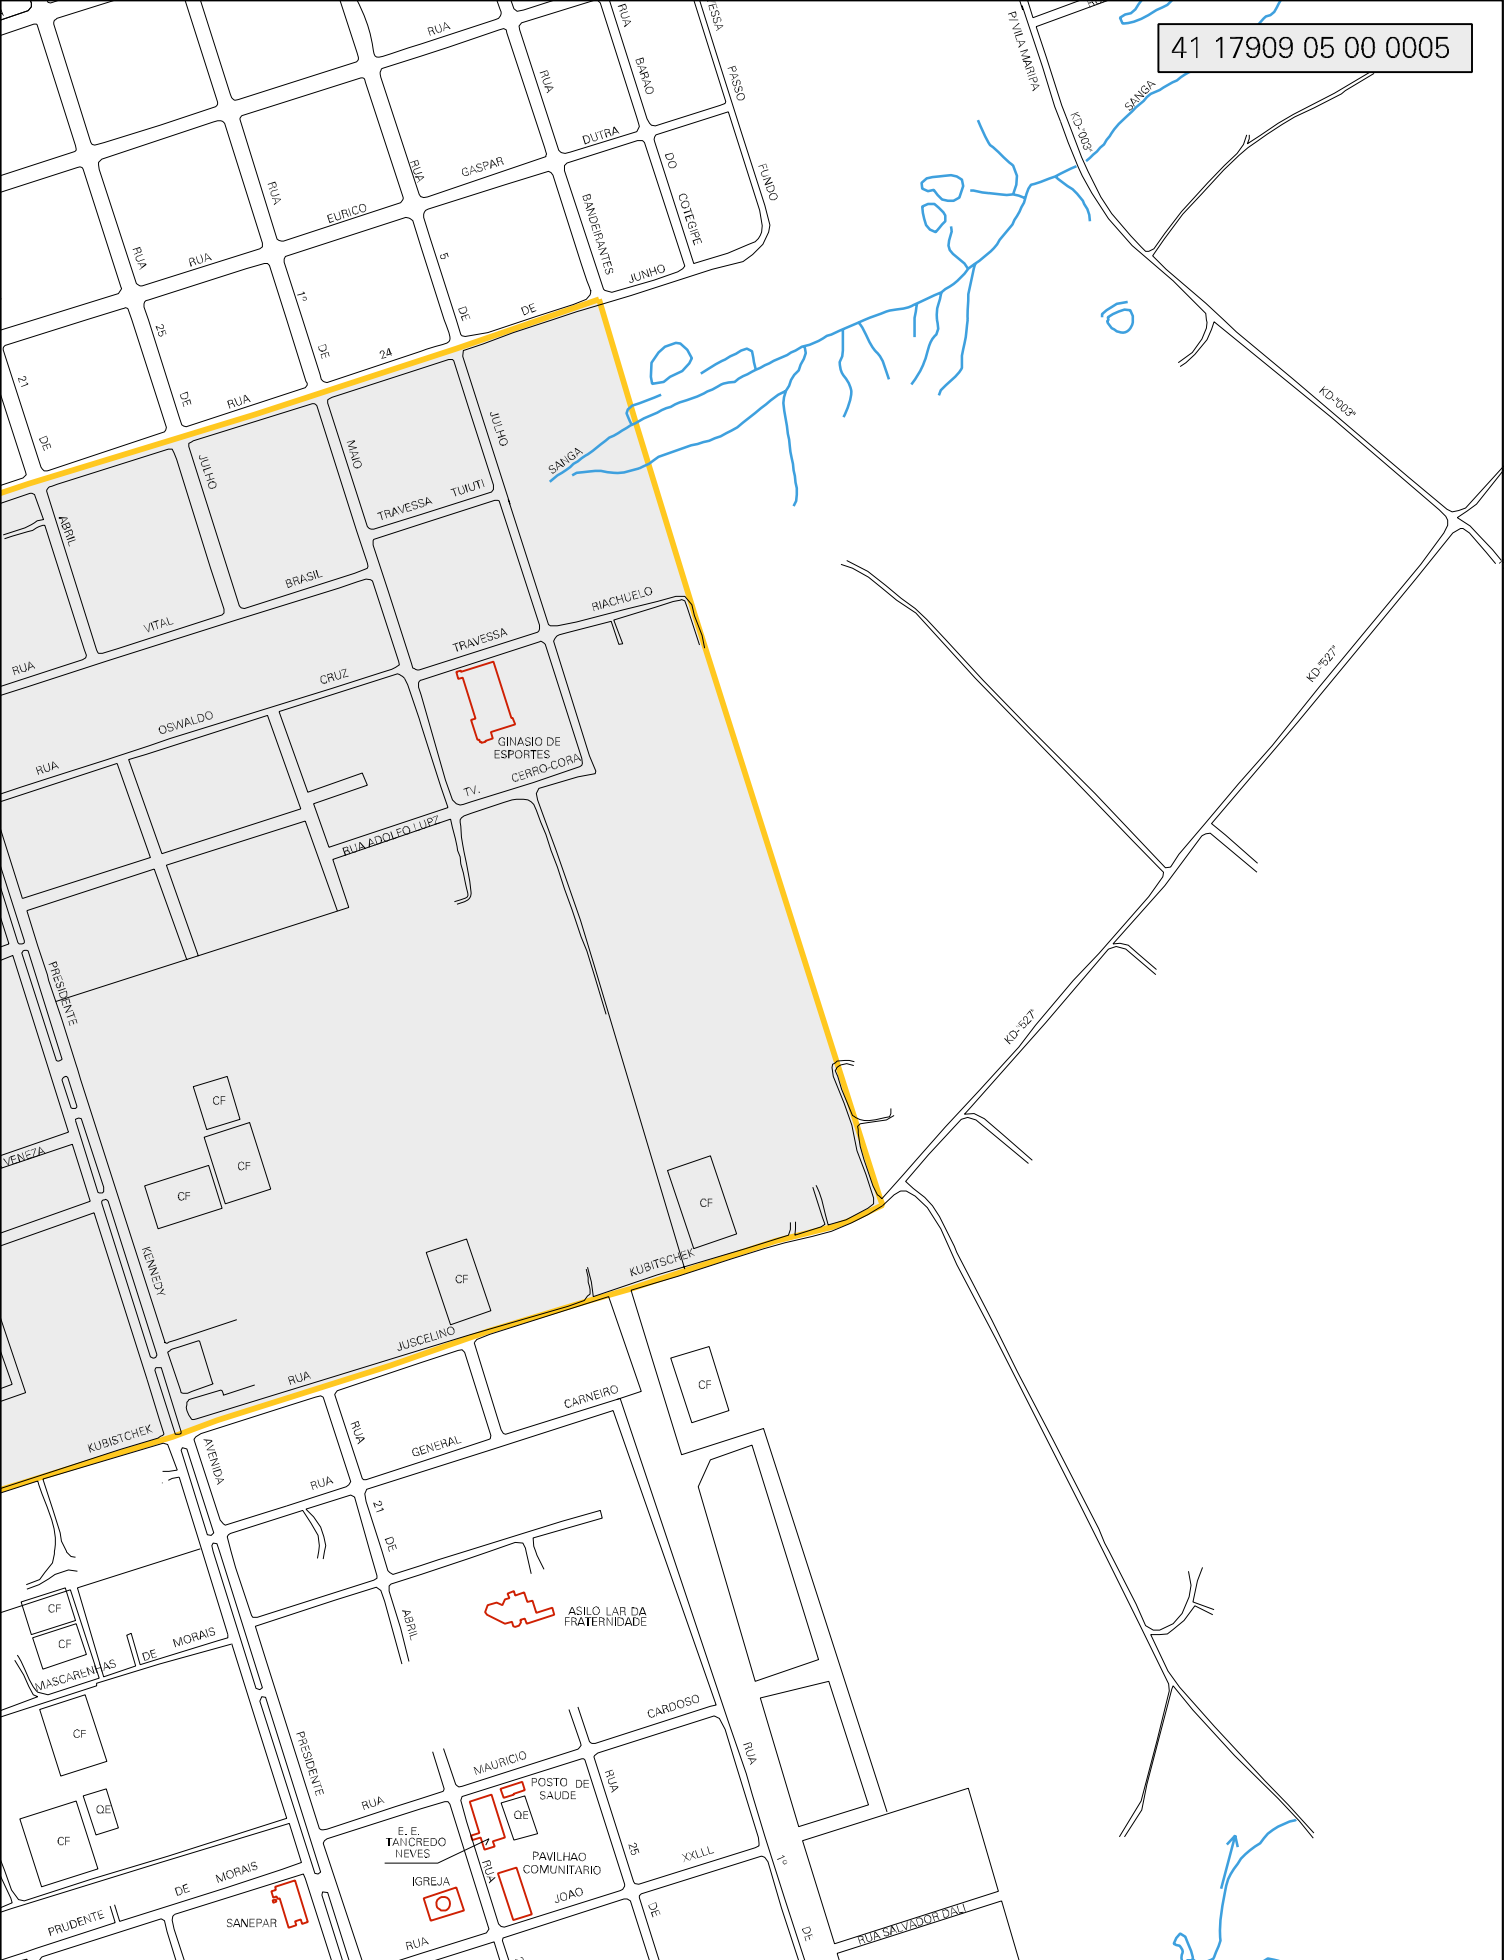 41 17909 05 00 0005
RUA
RUA
BARAO
ESSA
PASSO
P/ VILA MARIPA
KD-"003"
SANGA
RUA
DUTRA
DO
FUNDO
RUA
GASPAR
RUA
EURICO
BANDEIRANTES
COTEGIPE
RUA
RUA
5
JUNHO
1º
DE
DE
25
DE
24
21
DE
RUA
KD-"003"
DE
JULHO
MAIO
SANGA
JULHO
TUIUTI
TRAVESSA
ABRIL
BRASIL
RIACHUELO
VITAL
TRAVESSA
RUA
CRUZ
KD-"527"
OSWALDO
GINASIO DE
ESPORTES
CERRO-CORA
RUA
TV.
RUA ADOLFO LUPZ
PRESIDENTE
KD-"527"
CF
VENEZA
CF
CF
CF
KENNEDY
KUBITSCHEK
CF
JUSCELINO
RUA
CF
CARNEIRO
KUBISTCHEK
RUA
GENERAL
AVENIDA
RUA
21
DE
CF
ABRIL
ASILO LAR DA
FRATERNIDADE
CF
MORAIS
DE
MASCARENHAS
CARDOSO
CF
PRESIDENTE
RUA
MAURICIO
RUA
POSTO DE
SAUDE
RUA
QE
QE
CF
E. E.
TANCREDO
NEVES
XXLLL
25
PAVILHAO
COMUNITARIO
1º
MORAIS
RUA
DE
IGREJA
JOAO
PRUDENTE
SANEPAR
DE
RUA SALVADOR DALI
DE
RUA